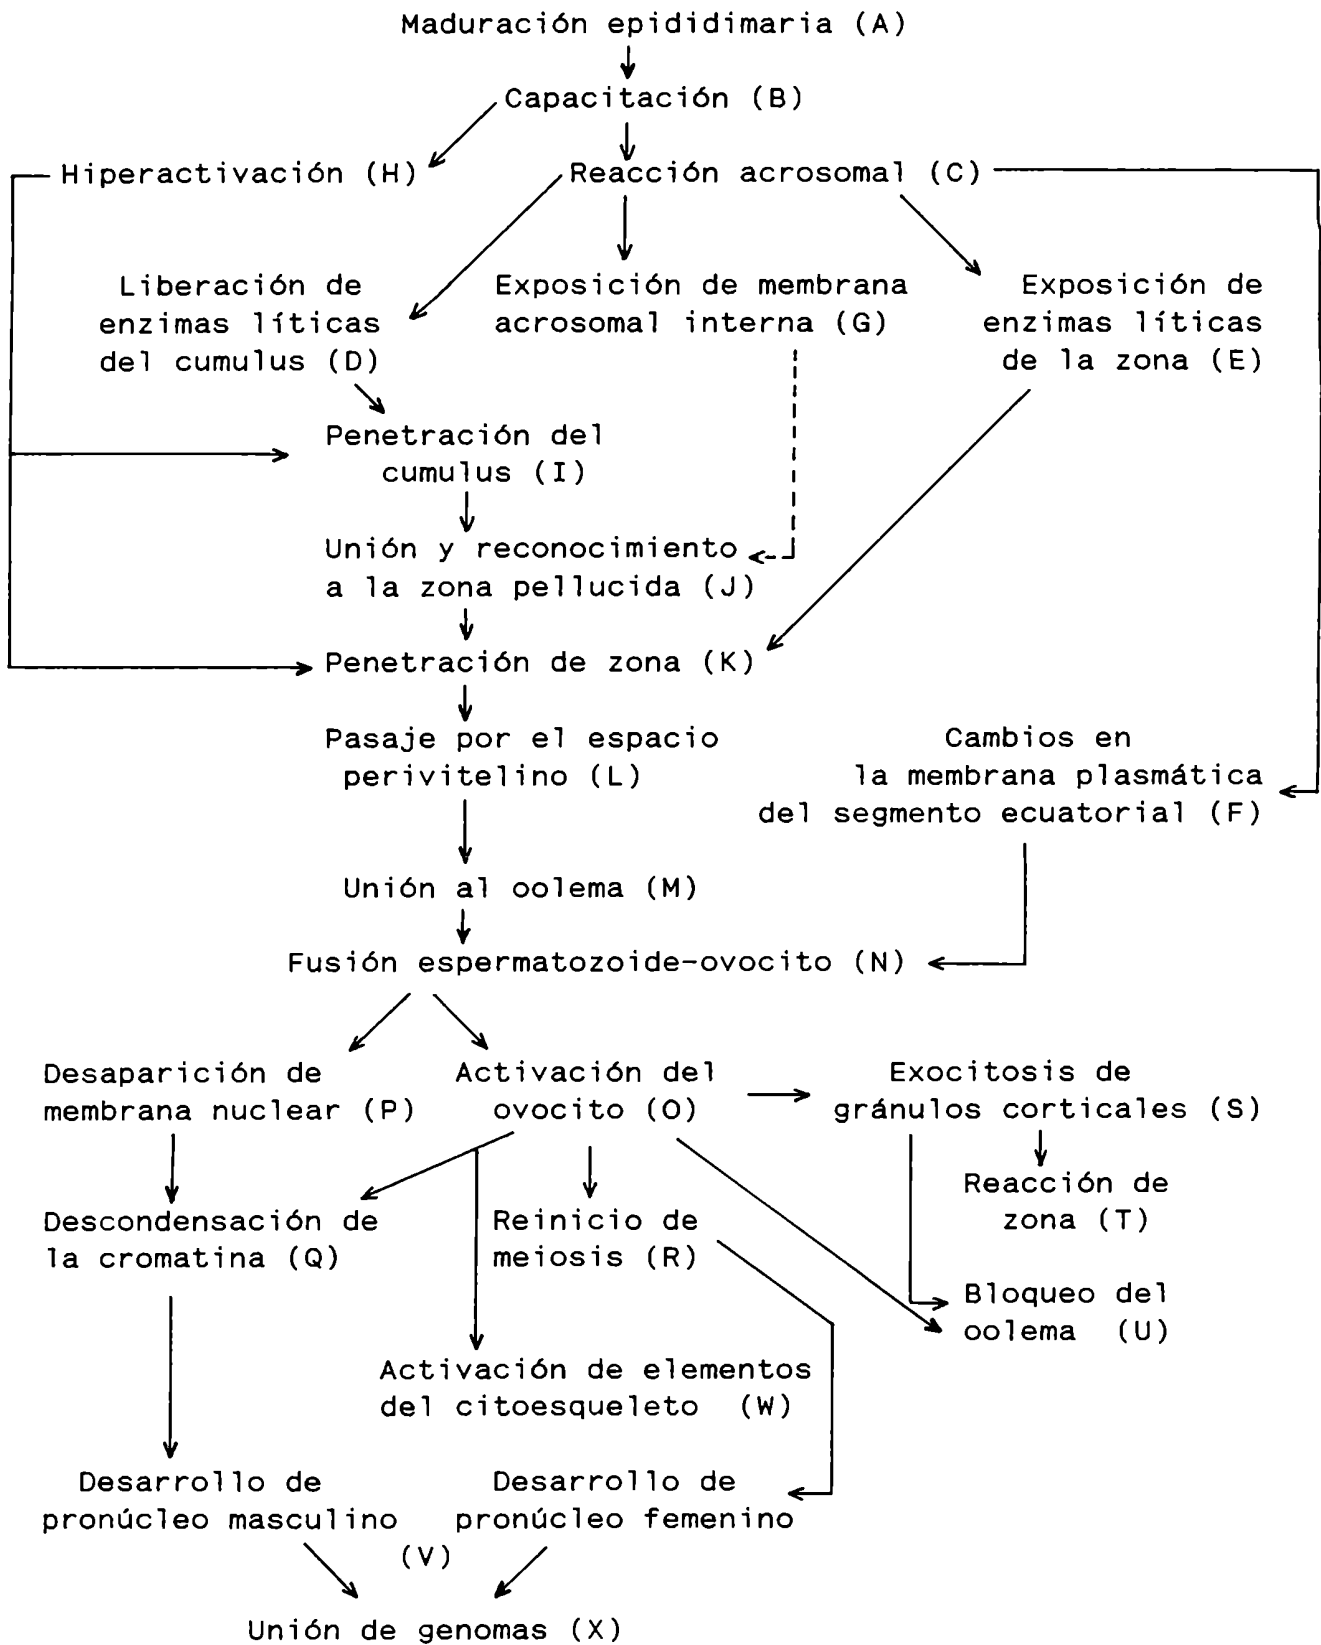 Maduración epididimaria (A)
Capacitación (B)
Hiperactivación (H)
Reacción acrosomal (C)
Liberación de
enzimas líticas
del cumulus (D)
Exposición de membrana
acrosomal interna (G)
Exposición de
enzimas líticas
de la zona (E)
Penetración del
cumulus (I)
Unión y reconocimiento
a la zona pellucida (J)
Penetración de zona (K)
Pasaje por el espacio
perivitelino (L)
Cambios en
la membrana plasmática
del segmento ecuatorial (F)
Unión al oolema (M)
Fusión espermatozoide-ovocito (N)
Desaparición de
membrana nuclear (P)
Activación del
ovocito (O)
Exocitosis de
gránulos corticales (S)
Reacción de
zona (T)
Descondensación de
la cromatina (Q)
Reinicio de
meiosis (R)
Bloqueo del
oolema (U)
Activación de elementos
del citoesqueleto (W)
Desarrollo de
pronúcleo masculino
Desarrollo de
pronúcleo femenino
(V)
Unión de genomas (X)